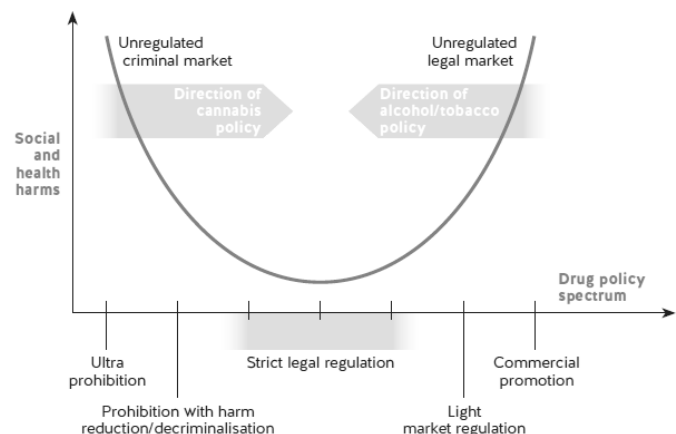 Unregulated
criminal market
Unregulated
legal market
Direction of
cannabis
policy
Direction of
alcohol/tobacco
policy
Social
and
health
harms
Drug policy
spectrum
Ultra
prohibition
Strict legal regulation
Commercial
promotion
Prohibition with harm
reduction/decriminalisation
Light
market regulation